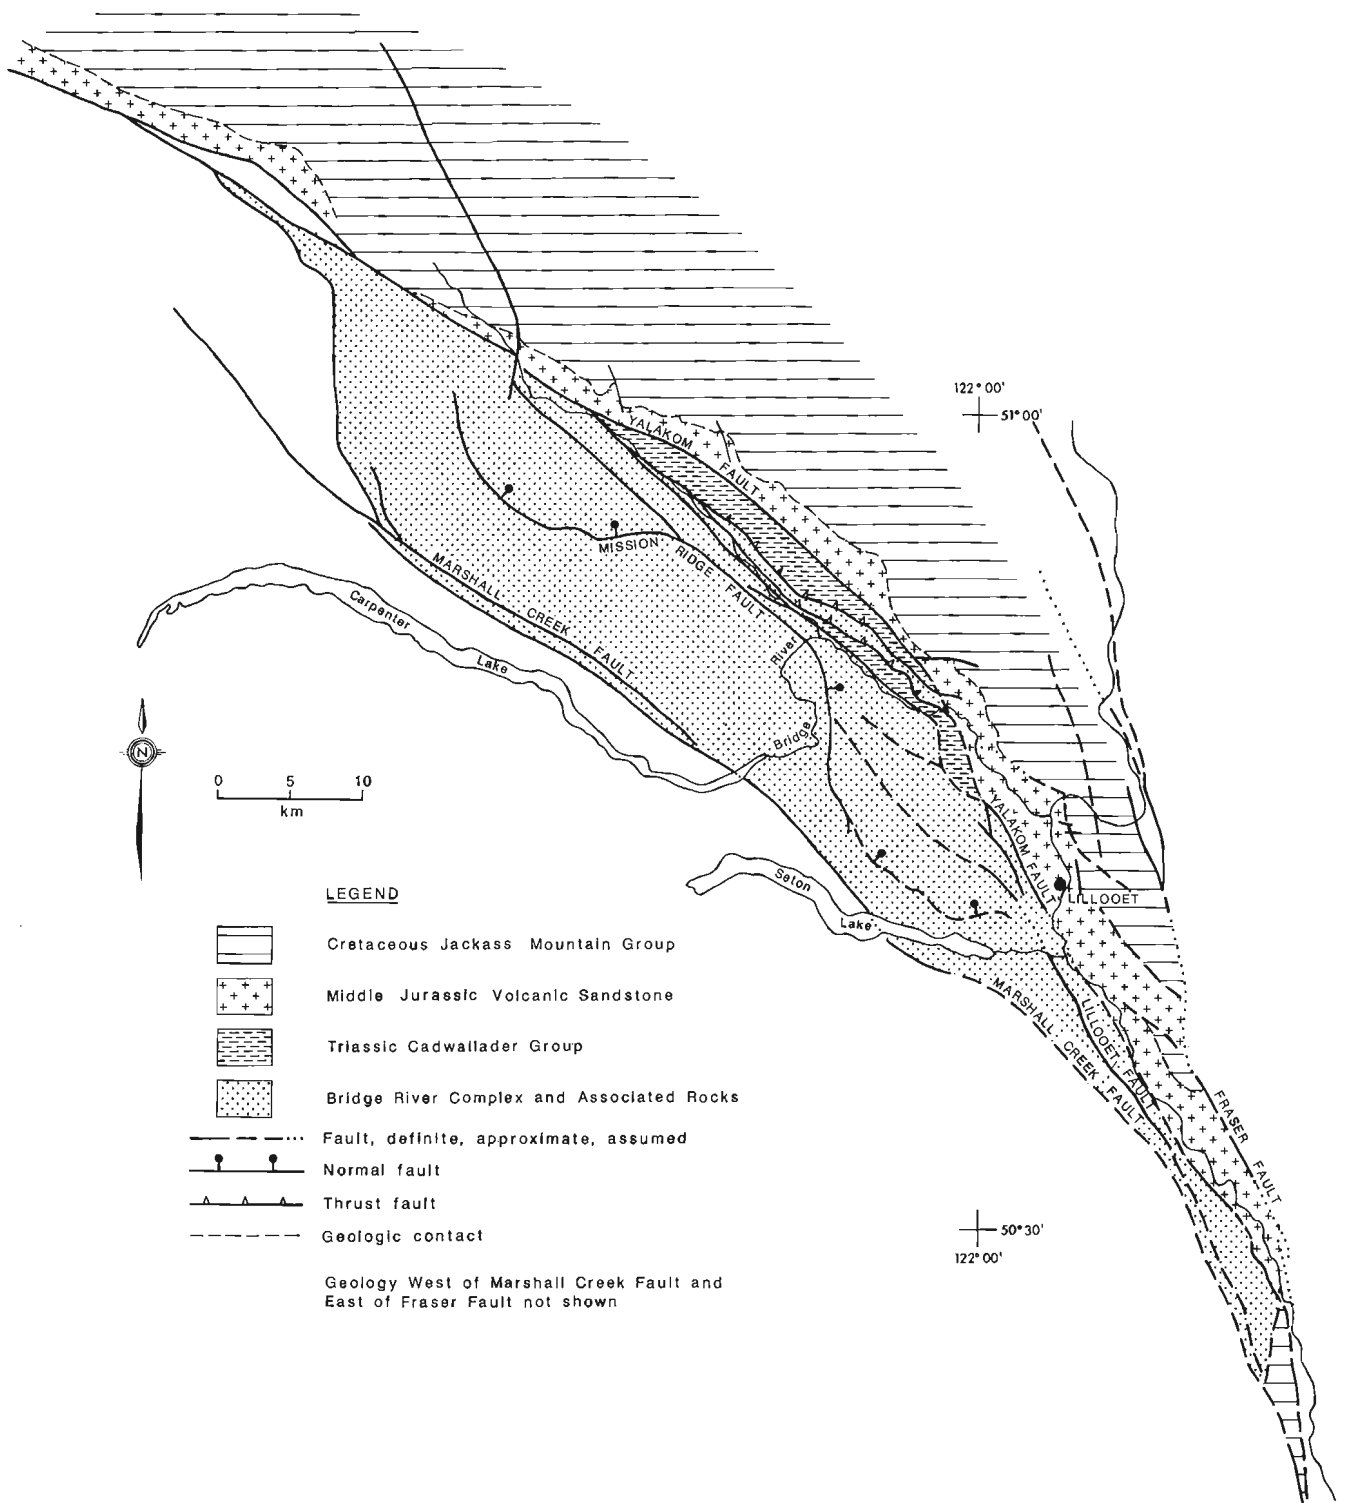 122° 00'
51° 00'
YALAKOM FAULT
MISSION RIDGE FAULT
MARSHALL CREEK FAULT
Carpenter Lake
River
Bridge
N
0 5 10
km
YALAKOM FAULT
LILLOOET
Seton Lake
MARSHALL CREEK FAULT
LILLOOET FAULT
FRASER FAULT
LEGEND
Cretaceous Jackass Mountain Group
Middle Jurassic Volcanic Sandstone
Triassic Cadwallader Group
Bridge River Complex and Associated Rocks
Fault, definite, approximate, assumed
Normal fault
Thrust fault
Geologic contact
50° 30'
122° 00'
Geology West of Marshall Creek Fault and
East of Fraser Fault not shown